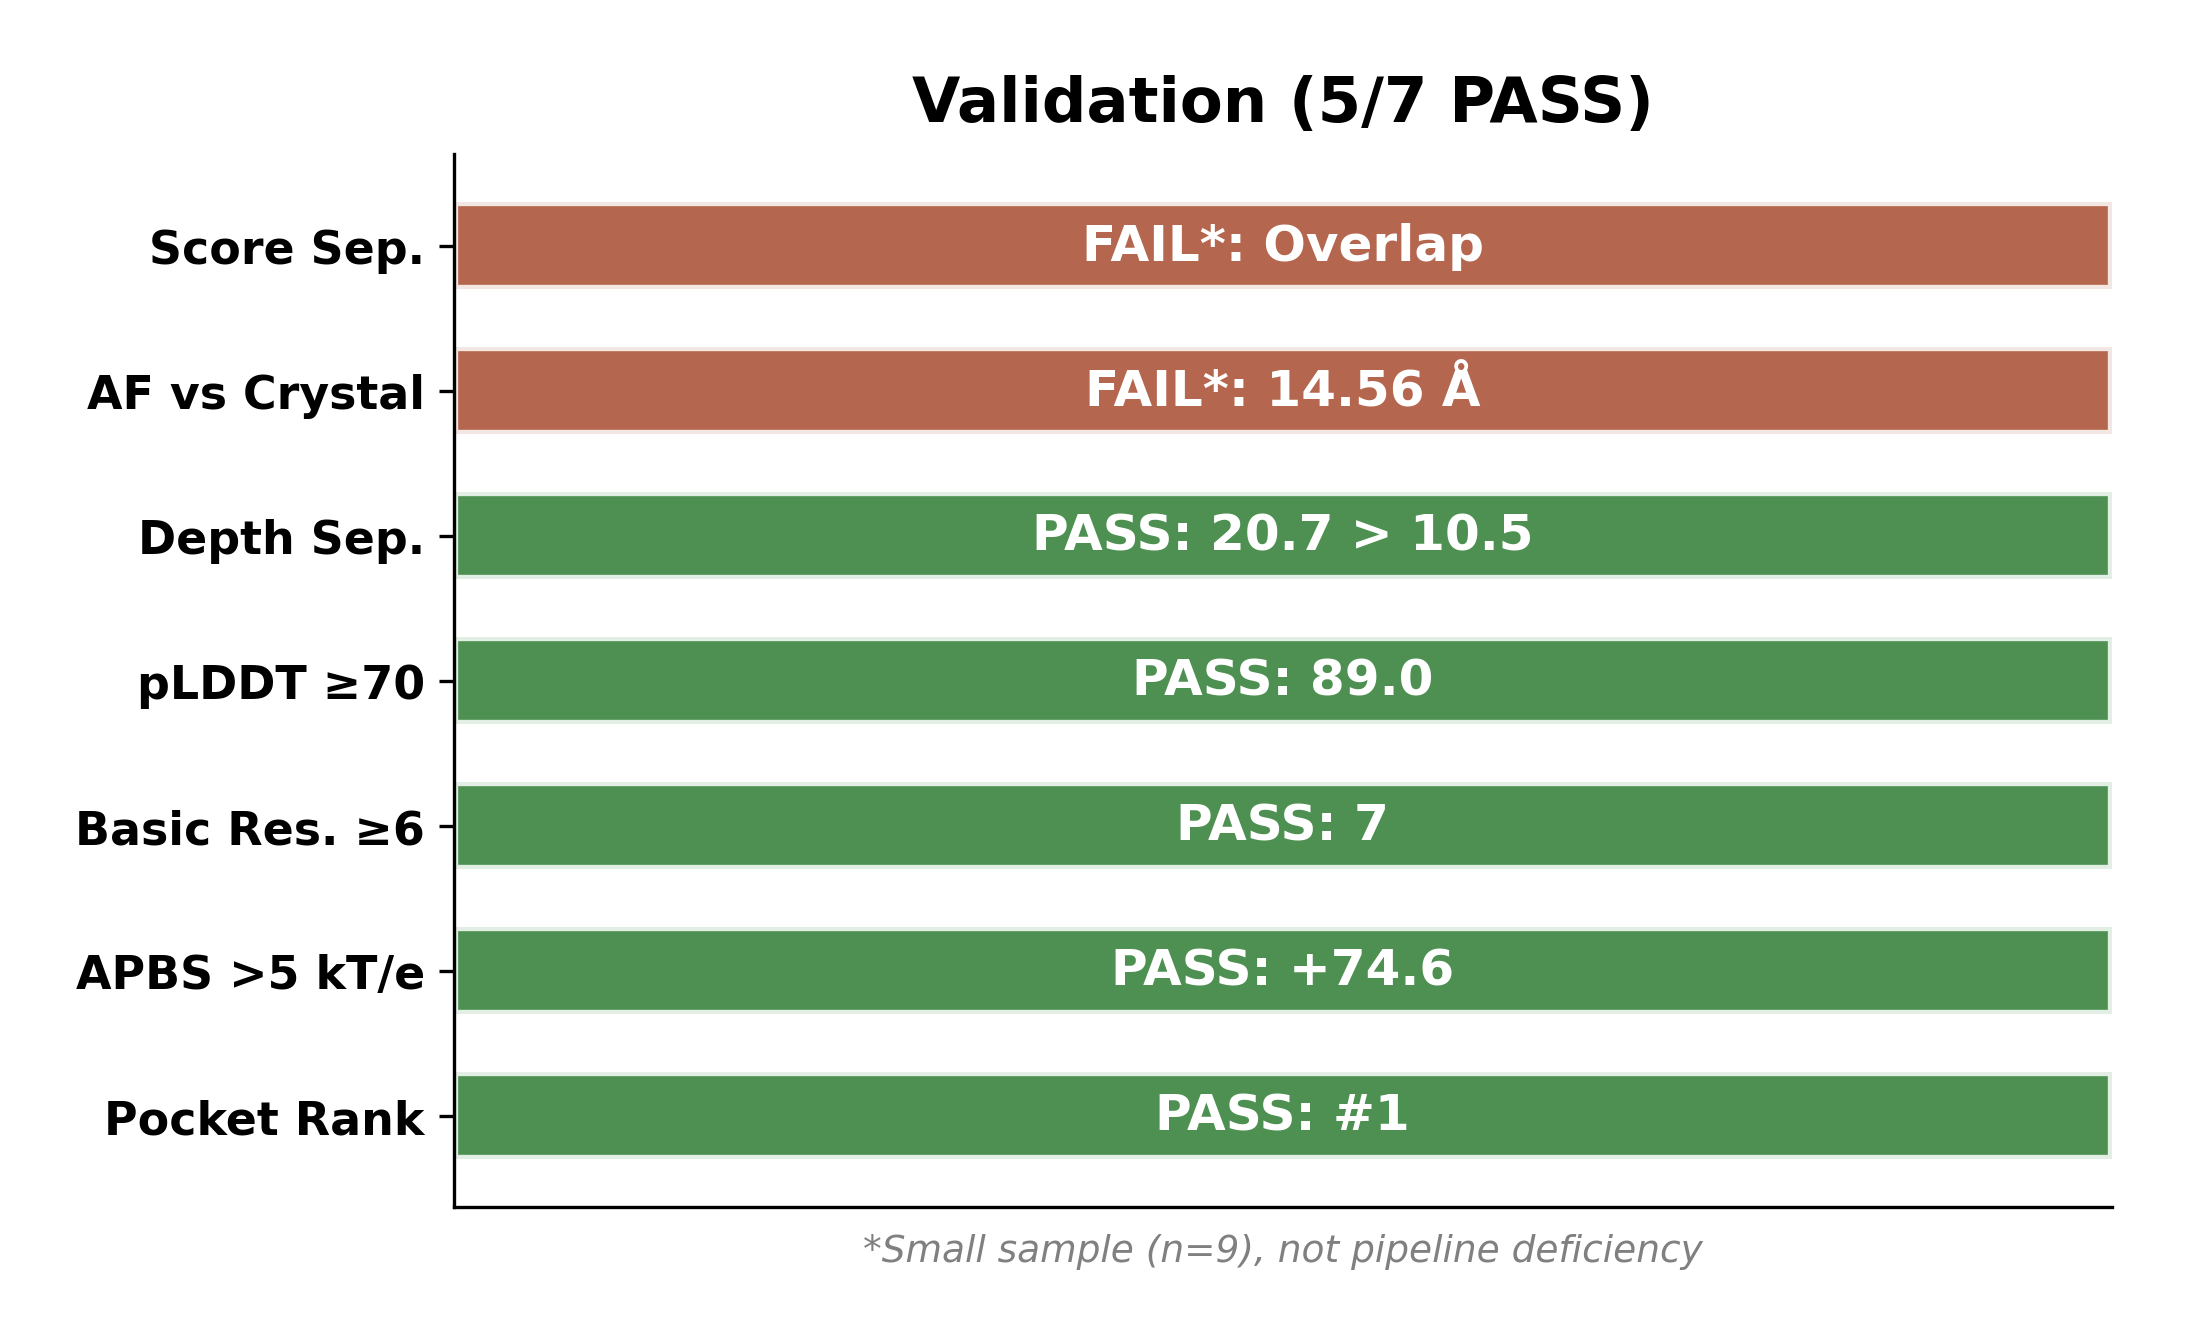 Validation (5/7 PASS)
Score Sep.
FAIL*: Overlap
AF vs Crystal
FAIL*: 14.56 Å
Depth Sep.
PASS: 20.7 > 10.5
pLDDT ≥70
PASS: 89.0
Basic Res. ≥6
PASS: 7
APBS >5 kT/e
PASS: +74.6
Pocket Rank
PASS: #1
*Small sample (n=9), not pipeline deficiency